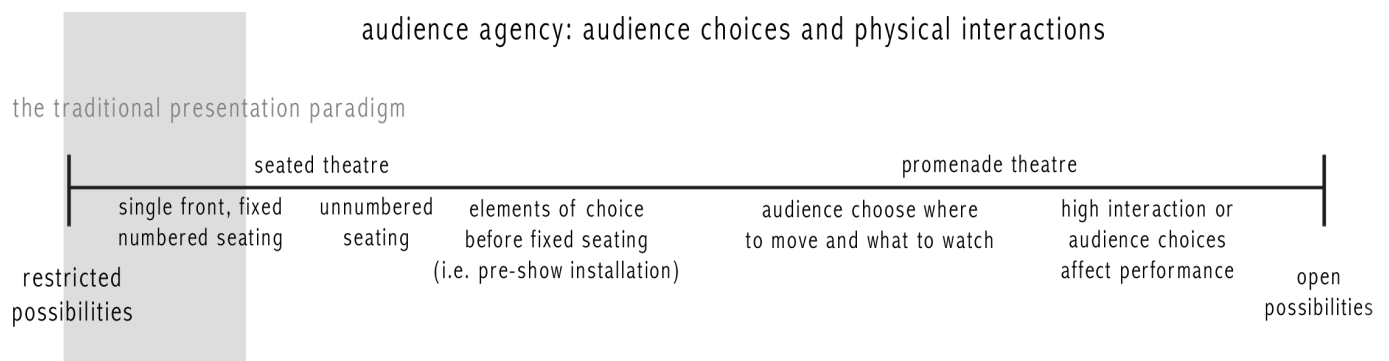 audience agency: audience choices and physical interactions
the traditional presentation paradigm
seated theatre
promenade theatre
single front, fixed
numbered seating
unnumbered
seating
elements of choice
before fixed seating
(i.e. pre-show installation)
audience choose where
to move and what to watch
high interaction or
audience choices
affect performance
restricted
possibilities
open
possibilities